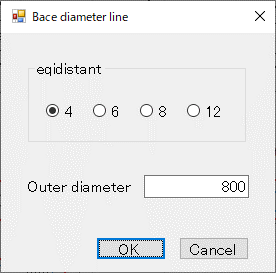 Bace diameter line
eqidistant
4 6 8 12
Outer diameter 800
OK Cancel